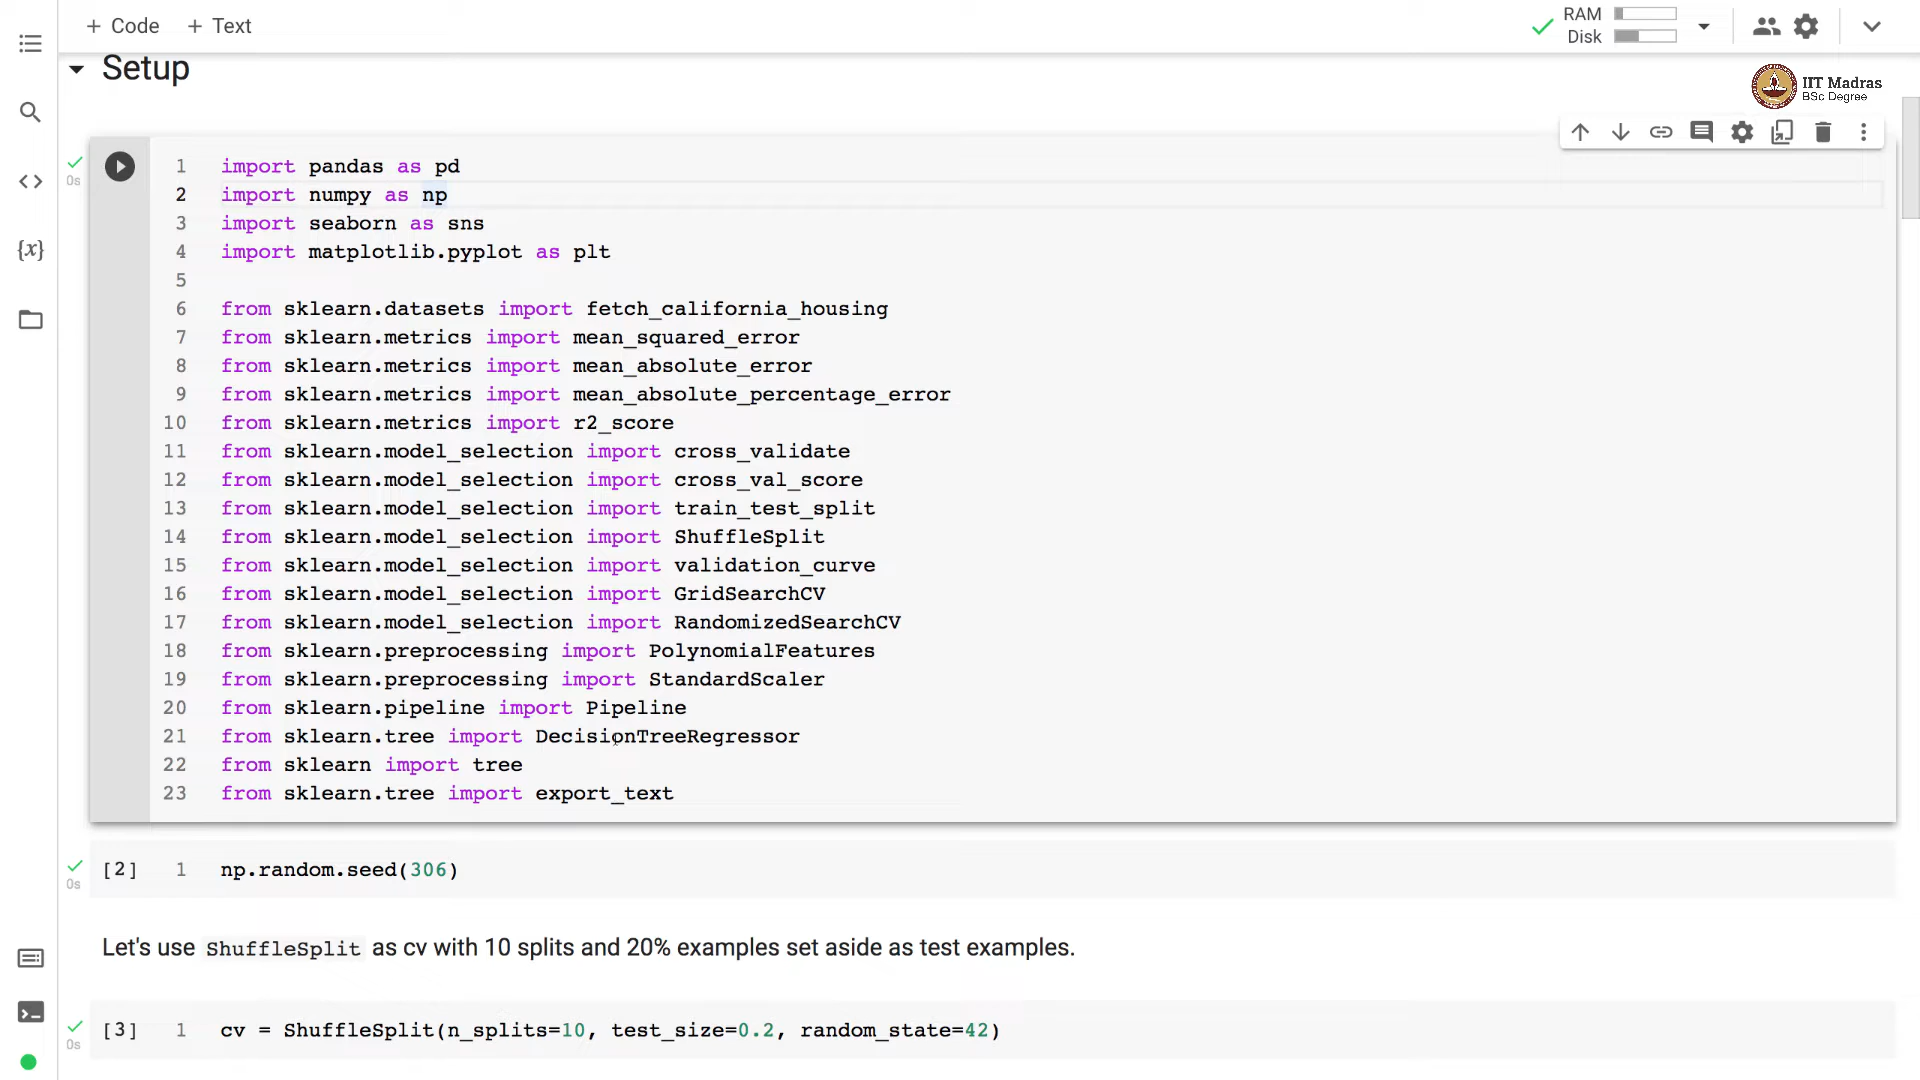 + Code + Text
RAM
Disk
Setup
IIT Madras
BSc Degree
0s
1 import pandas as pd
2 import numpy as np
3 import seaborn as sns
4 import matplotlib.pyplot as plt
5
6 from sklearn.datasets import fetch_california_housing
7 from sklearn.metrics import mean_squared_error
8 from sklearn.metrics import mean_absolute_error
9 from sklearn.metrics import mean_absolute_percentage_error
10 from sklearn.metrics import r2_score
11 from sklearn.model_selection import cross_validate
12 from sklearn.model_selection import cross_val_score
13 from sklearn.model_selection import train_test_split
14 from sklearn.model_selection import ShuffleSplit
15 from sklearn.model_selection import validation_curve
16 from sklearn.model_selection import GridSearchCV
17 from sklearn.model_selection import RandomizedSearchCV
18 from sklearn.preprocessing import PolynomialFeatures
19 from sklearn.preprocessing import StandardScaler
20 from sklearn.pipeline import Pipeline
21 from sklearn.tree import DecisionTreeRegressor
22 from sklearn import tree
23 from sklearn.tree import export_text
[2] 1 np.random.seed(306)
0s
Let's use ShuffleSplit as cv with 10 splits and 20% examples set aside as test examples.
[3] 1 cv = ShuffleSplit(n_splits=10, test_size=0.2, random_state=42)
0s